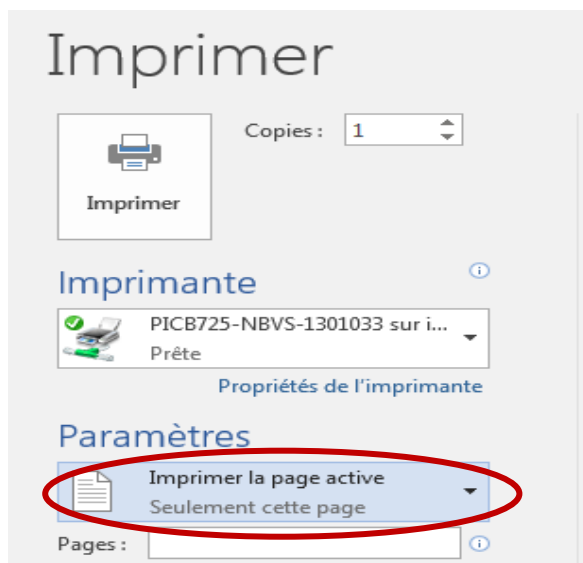 Imprimer
Copies : 1
Imprimer
Imprimante
PICB725-NBVS-1301033 sur i...
Prête
Propriétés de l'imprimante
Paramètres
Imprimer la page active
Seulement cette page
Pages :